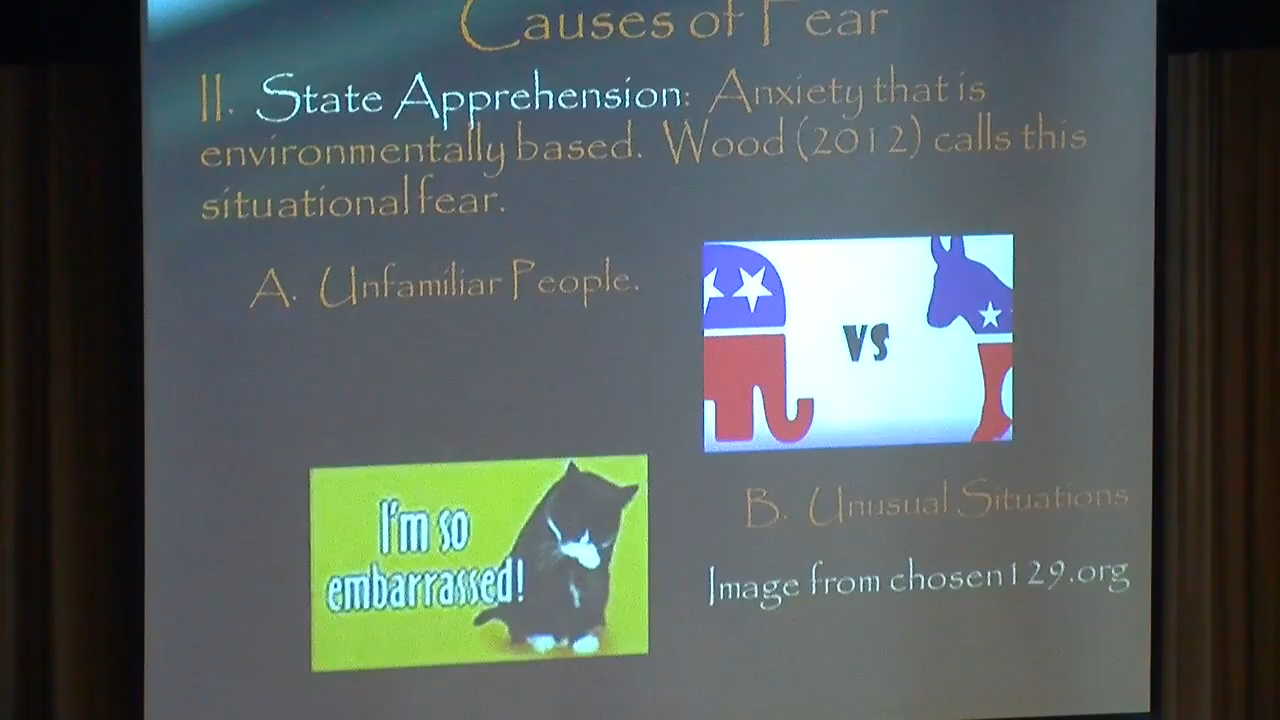 Causes of Fear
II. State Apprehension: Anxiety that is
environmentally based. Wood (2012) calls this
situational fear.
A. Unfamiliar People.
VS
I'm so
embarrassed!
B. Unusual Situations
Image from chosen129.org